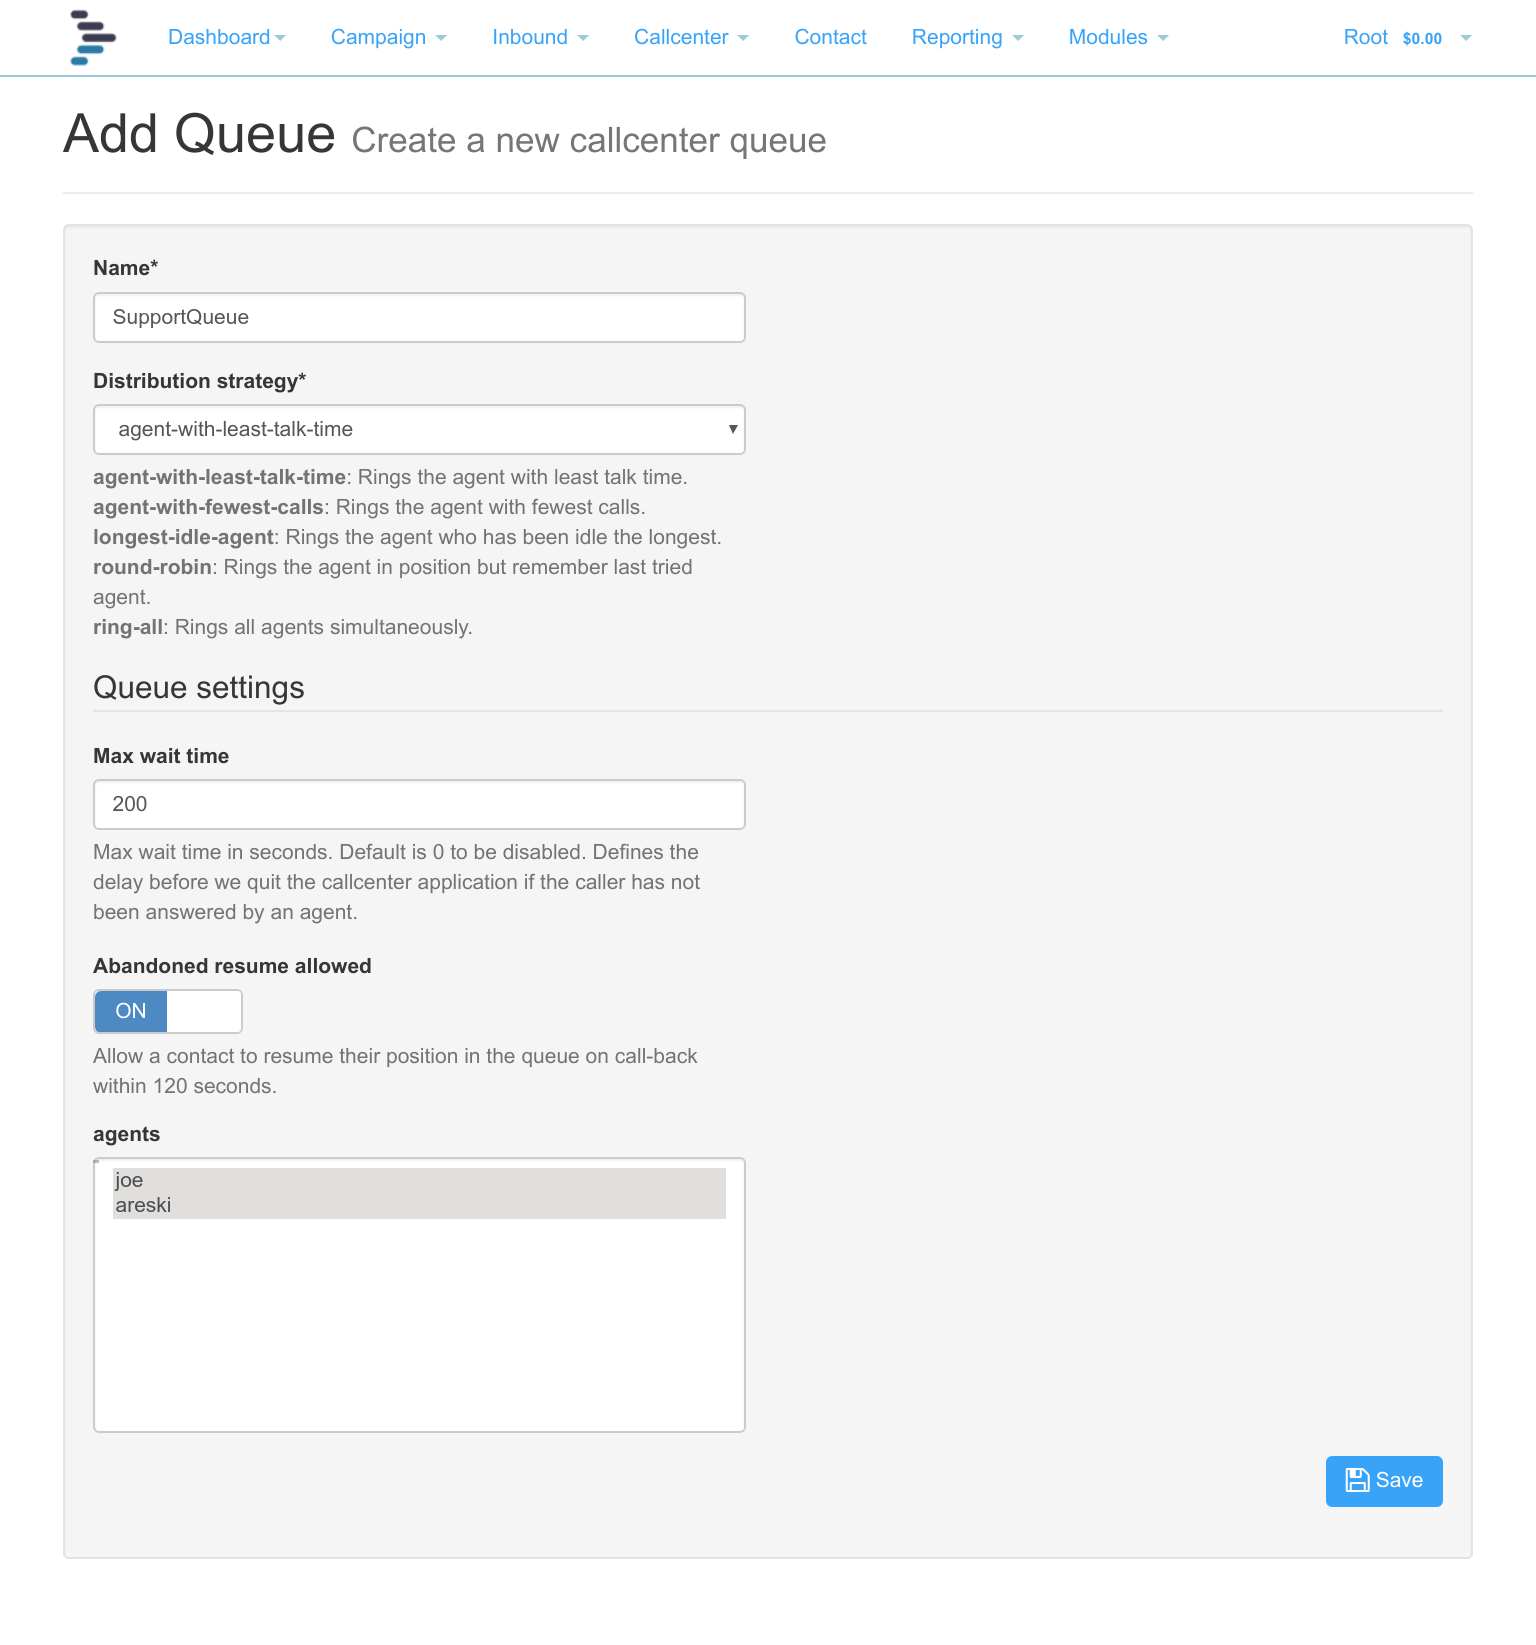 Dashboard Campaign Inbound Callcenter Contact Reporting Modules Root $0.00
Add Queue Create a new callcenter queue
Name*
SupportQueue
Distribution strategy*
agent-with-least-talk-time
agent-with-least-talk-time: Rings the agent with least talk time.
agent-with-fewest-calls: Rings the agent with fewest calls.
longest-idle-agent: Rings the agent who has been idle the longest.
round-robin: Rings the agent in position but remember last tried
agent.
ring-all: Rings all agents simultaneously.
Queue settings
Max wait time
200
Max wait time in seconds. Default is 0 to be disabled. Defines the
delay before we quit the callcenter application if the caller has not
been answered by an agent.
Abandoned resume allowed
ON
Allow a contact to resume their position in the queue on call-back
within 120 seconds.
agents
joe
areski
Save